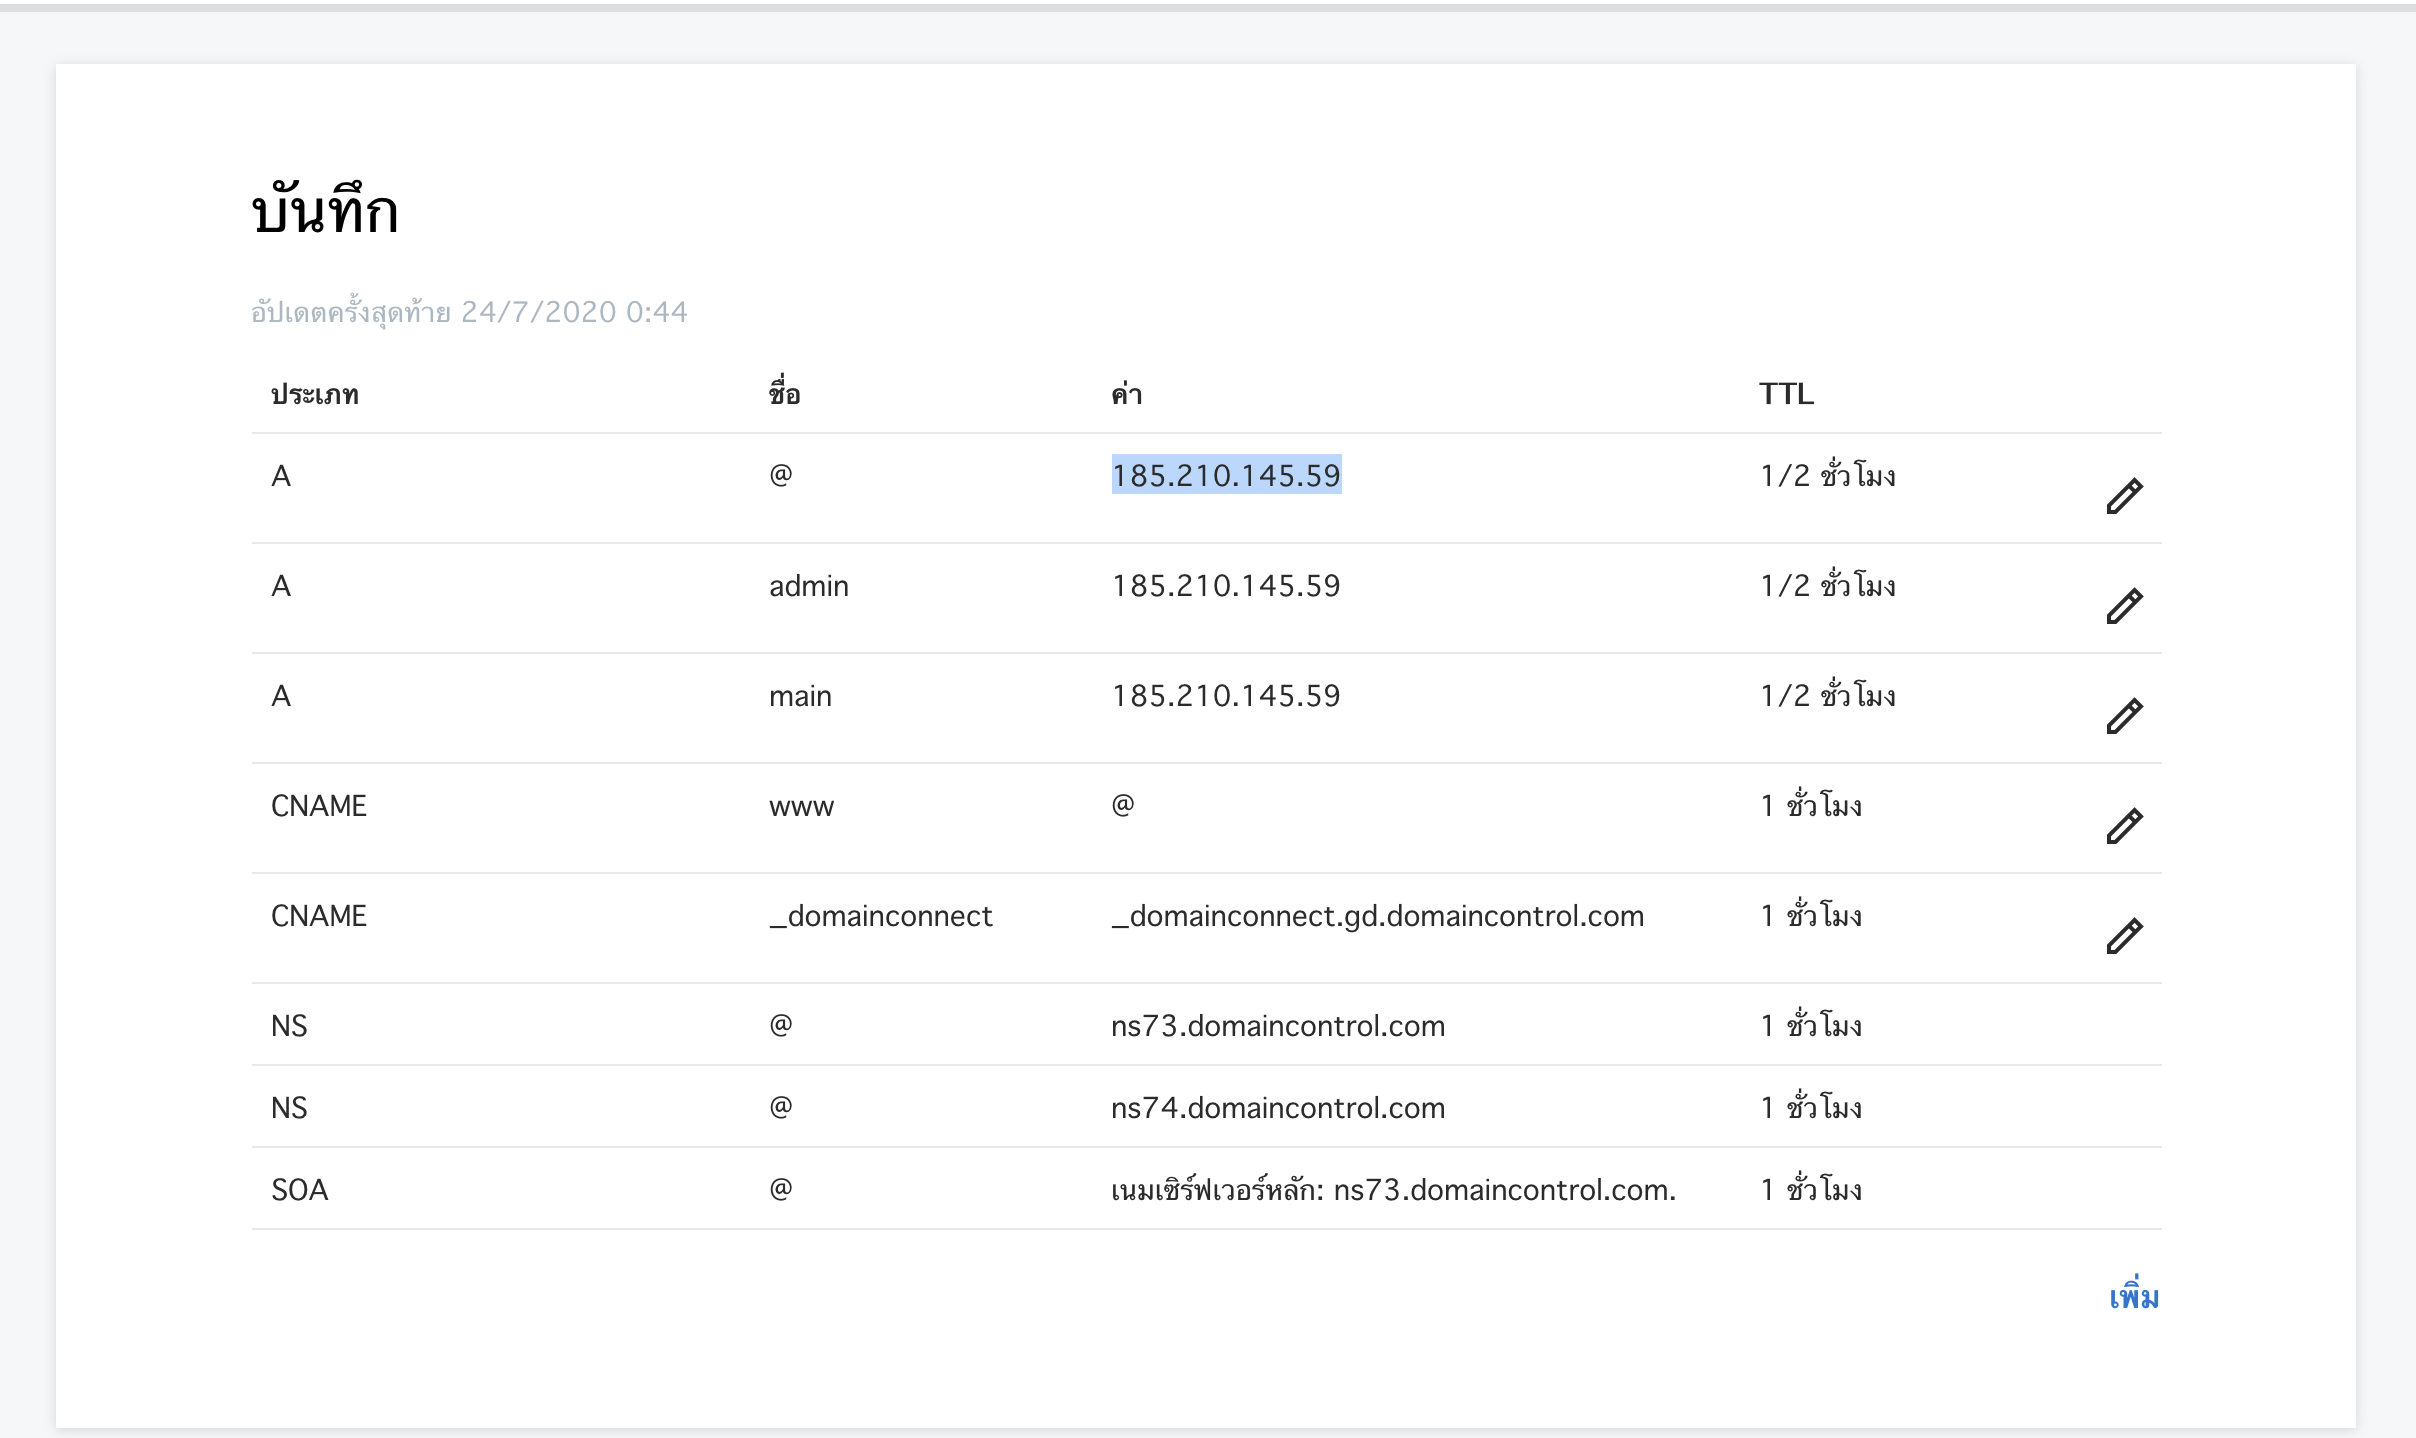 บันทึก
อัปเดตครั้งสุดท้าย 24/7/2020 0:44
ประเภท ชื่อ ค่า TTL
A @ 185.210.145.59 1/2 ชั่วโมง
A admin 185.210.145.59 1/2 ชั่วโมง
A main 185.210.145.59 1/2 ชั่วโมง
CNAME www @ 1 ชั่วโมง
CNAME _domainconnect _domainconnect.gd.domaincontrol.com 1 ชั่วโมง
NS @ ns73.domaincontrol.com 1 ชั่วโมง
NS @ ns74.domaincontrol.com 1 ชั่วโมง
SOA @ เนมเซิร์ฟเวอร์หลัก: ns73.domaincontrol.com. 1 ชั่วโมง
เพิ่ม